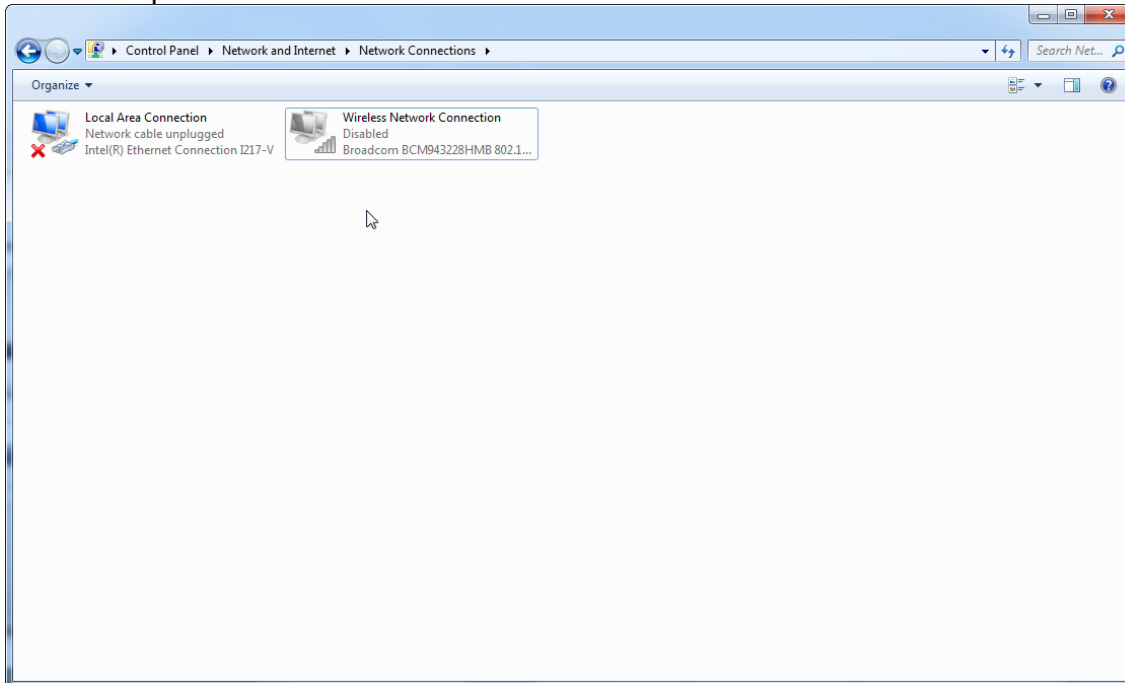 Control Panel Network and Internet Network Connections
Search Net...
Organize
Local Area Connection
Network cable unplugged
Intel(R) Ethernet Connection I217-V
Wireless Network Connection
Disabled
Broadcom BCM943228HMB 802.1...